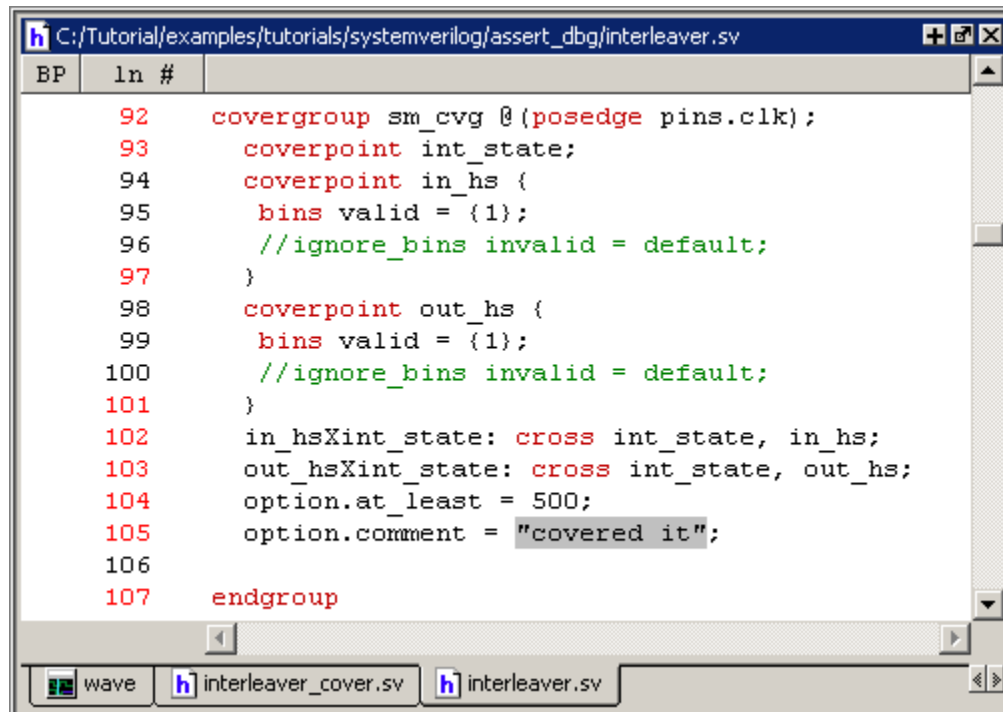 C:/Tutorial/examples/tutorials/systemverilog/assert_dbg/interleaver.sv
BP ln #
92 covergroup sm_cvg @(posedge pins.clk);
93 coverpoint int_state;
94 coverpoint in_hs {
95 bins valid = {1};
96 //ignore_bins invalid = default;
97 }
98 coverpoint out_hs {
99 bins valid = {1};
100 //ignore_bins invalid = default;
101 }
102 in_hsXint_state: cross int_state, in_hs;
103 out_hsXint_state: cross int_state, out_hs;
104 option.at_least = 500;
105 option.comment = "covered it";
106
107 endgroup
wave interleaver_cover.sv interleaver.sv